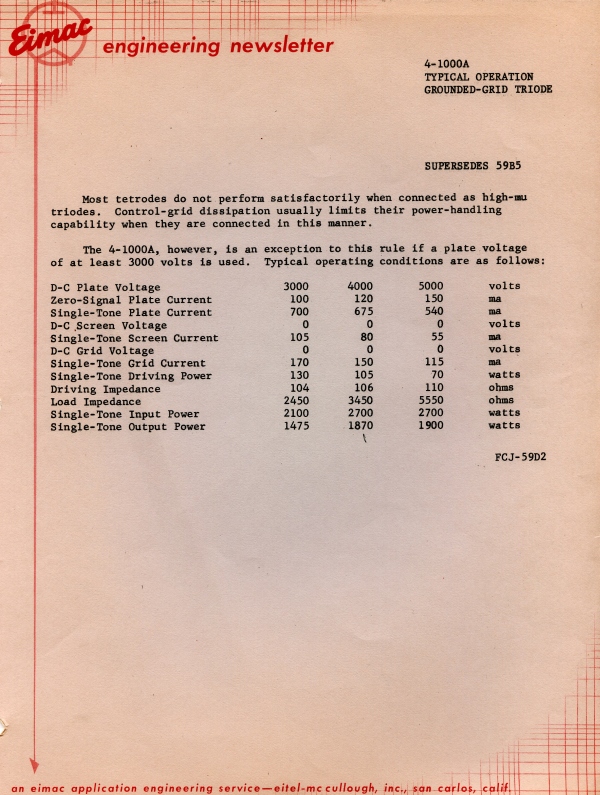 Eimac engineering newsletter
4-1000A
TYPICAL OPERATION
GROUNDED-GRID TRIODE
SUPERSEDES 59B5
Most tetrodes do not perform satisfactorily when connected as high-mu
triodes. Control-grid dissipation usually limits their power-handling
capability when they are connected in this manner.
The 4-1000A, however, is an exception to this rule if a plate voltage
of at least 3000 volts is used. Typical operating conditions are as follows:
D-C Plate Voltage 3000 4000 5000 volts
Zero-Signal Plate Current 100 120 150 ma
Single-Tone Plate Current 700 675 540 ma
D-C Screen Voltage 0 0 0 volts
Single-Tone Screen Current 105 80 55 ma
D-C Grid Voltage 0 0 0 volts
Single-Tone Grid Current 170 150 115 ma
Single-Tone Driving Power 130 105 70 watts
Driving Impedance 104 106 110 ohms
Load Impedance 2450 3450 5550 ohms
Single-Tone Input Power 2100 2700 2700 watts
Single-Tone Output Power 1475 1870 1900 watts
FCJ-59D2
an eimac application engineering service—eitel-mc cullough, inc., san carlos, calif.